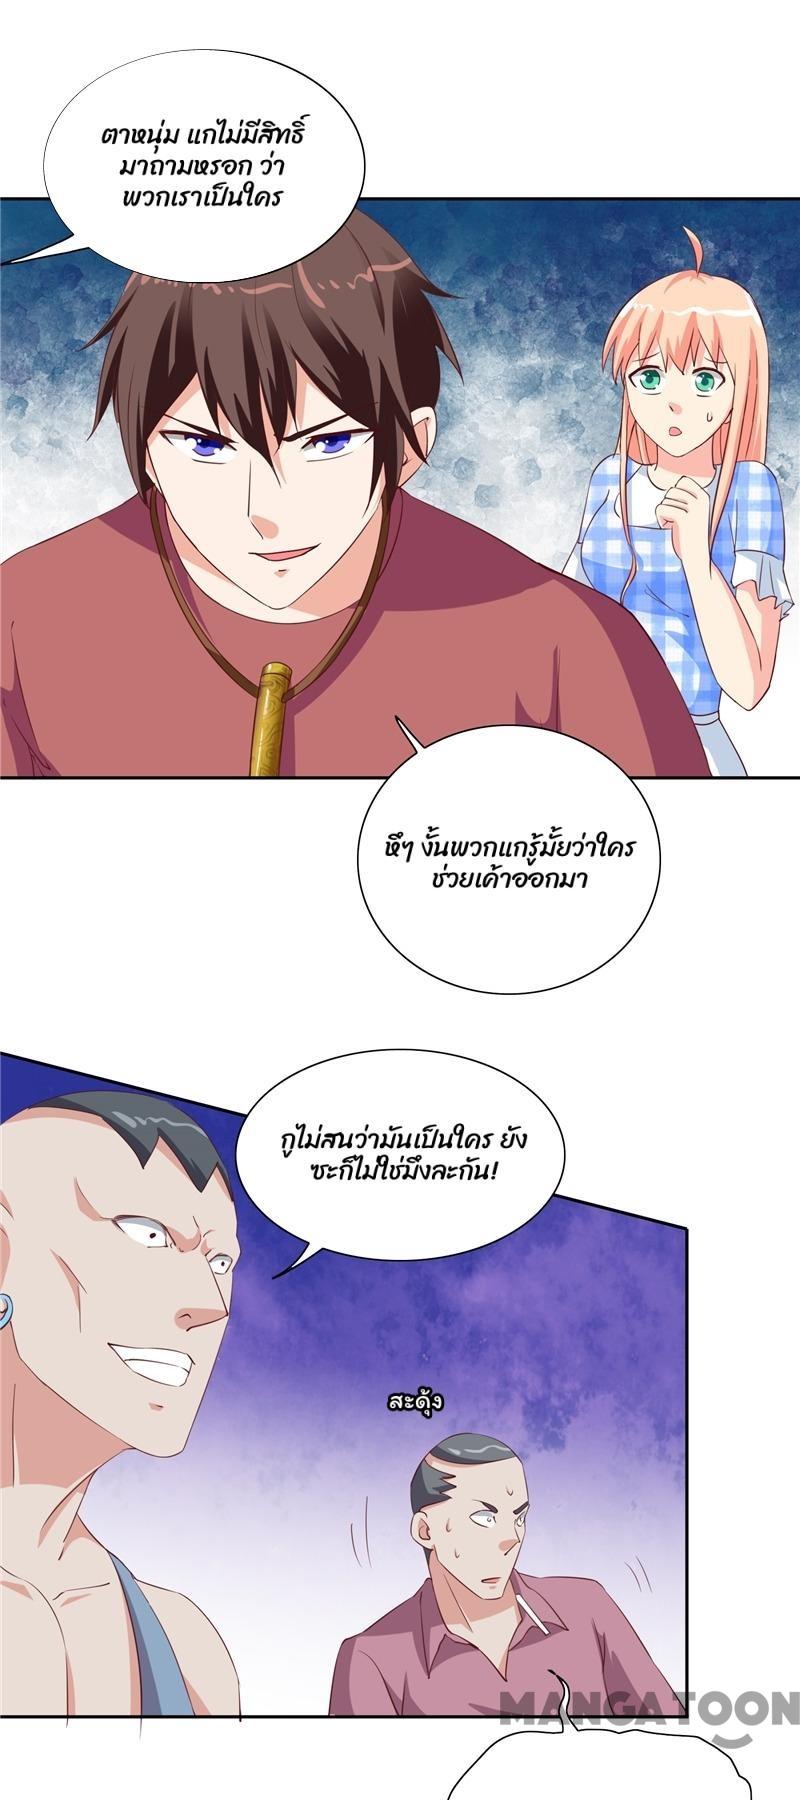 ตาหนุ่ม แกไม่มีสิทธิ์
มาถามหรอก ว่า
พวกเราเป็นใคร
หึๆ งั้นพวกแกรู้มั้ยว่าใคร
ช่วยเค้าออกมา
กูไม่สนว่ามันเป็นใคร ยัง
ซะก็ไม่ใช่มึงละกัน!
สะดุ้ง
MANGATOON